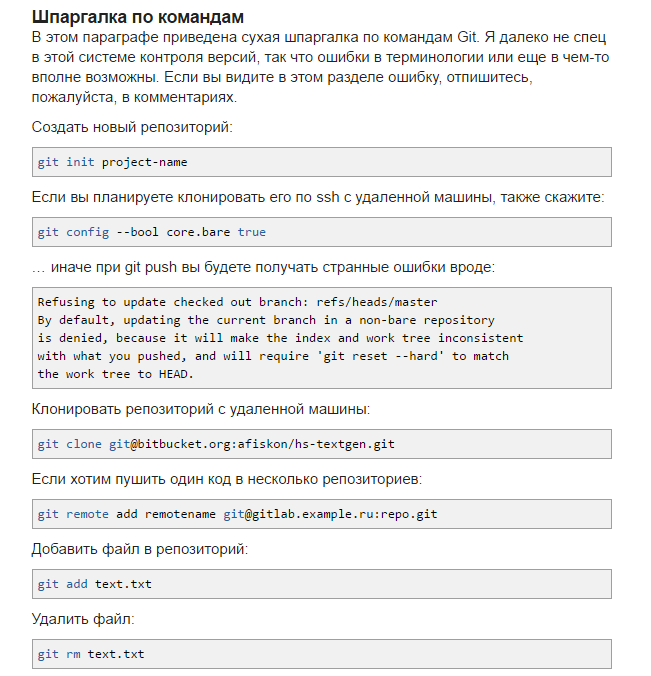 Шпаргалка по командам
В этом параграфе приведена сухая шпаргалка по командам Git. Я далеко не спец
в этой системе контроля версий, так что ошибки в терминологии или еще в чем-то
вполне возможны. Если вы видите в этом разделе ошибку, отпишитесь,
пожалуйста, в комментариях.
Создать новый репозиторий:
git init project-name
Если вы планируете клонировать его по ssh с удаленной машины, также скажите:
git config --bool core.bare true
… иначе при git push вы будете получать странные ошибки вроде:
Refusing to update checked out branch: refs/heads/master
By default, updating the current branch in a non-bare repository
is denied, because it will make the index and work tree inconsistent
with what you pushed, and will require 'git reset --hard' to match
the work tree to HEAD.
Клонировать репозиторий с удаленной машины:
git clone git@bitbucket.org:afiskon/hs-textgen.git
Если хотим пушить один код в несколько репозиториев:
git remote add remotename git@gitlab.example.ru:repo.git
Добавить файл в репозиторий:
git add text.txt
Удалить файл:
git rm text.txt